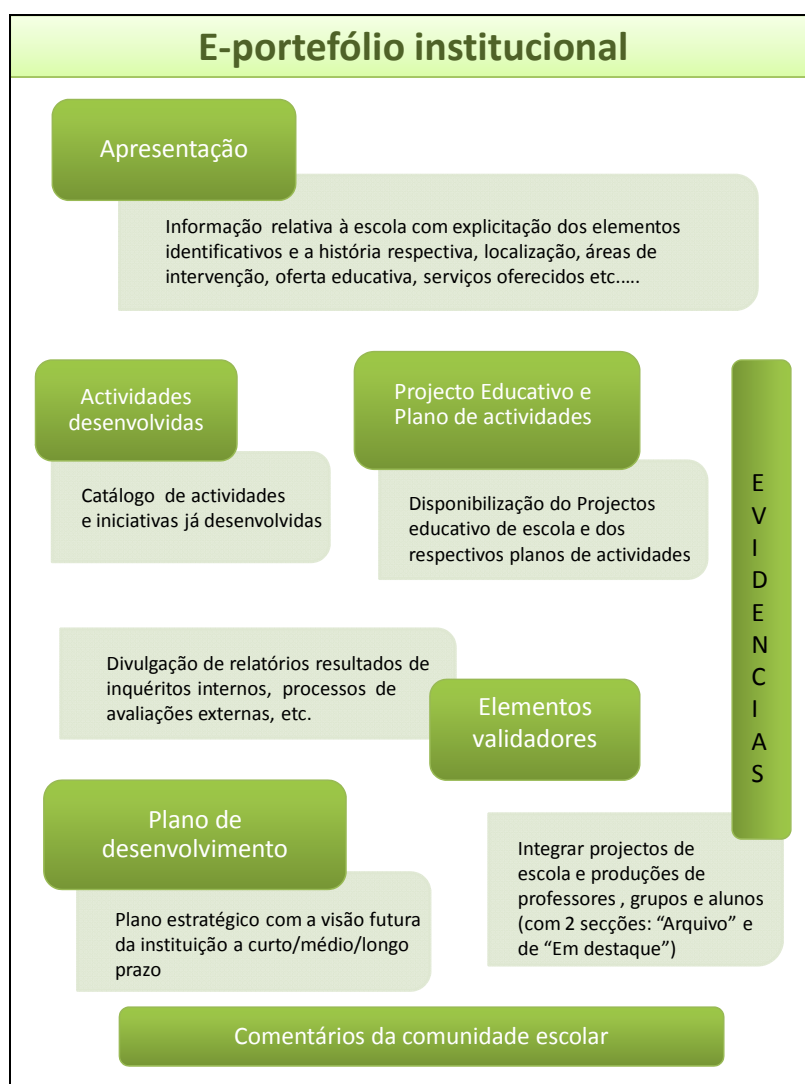 E-portefólio institucional
Apresentação
Informação relativa à escola com explicitação dos elementos
identificativos e a história respectiva, localização, áreas de
intervenção, oferta educativa, serviços oferecidos etc.....
Actividades
desenvolvidas
Catálogo de actividades
e iniciativas já desenvolvidas
Projecto Educativo e
Plano de actividades
Disponibilização do Projectos
educativo de escola e dos
respectivos planos de actividades
EVIDENCIAS
Divulgação de relatórios resultados de
inquéritos internos, processos de
avaliações externas, etc.
Elementos
validadores
Plano de
desenvolvimento
Plano estratégico com a visão futura
da instituição a curto/médio/longo
prazo
Integrar projectos de
escola e produções de
professores , grupos e alunos
(com 2 secções: “Arquivo” e
de “Em destaque”)
Comentários da comunidade escolar